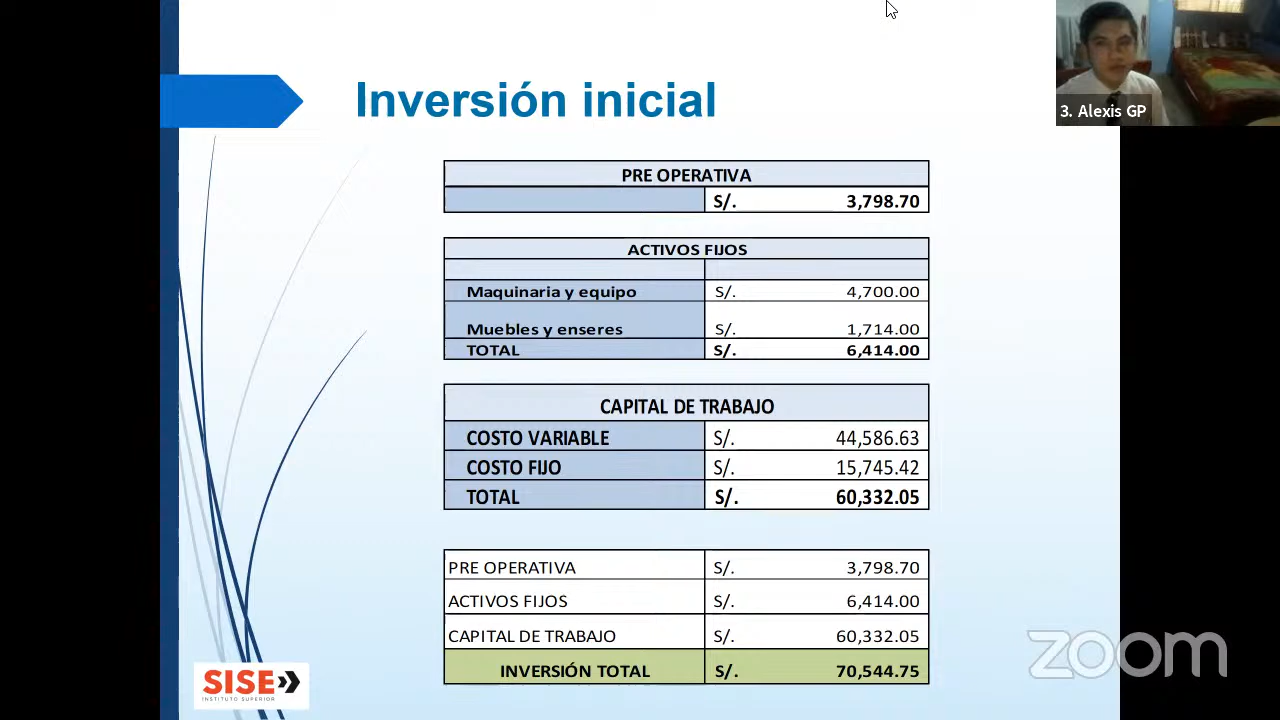 Inversión inicial
3. Alexis GP
PRE OPERATIVA
S/. 3,798.70
ACTIVOS FIJOS
Maquinaria y equipo S/. 4,700.00
Muebles y enseres S/. 1,714.00
TOTAL S/. 6,414.00
CAPITAL DE TRABAJO
COSTO VARIABLE S/. 44,586.63
COSTO FIJO S/. 15,745.42
TOTAL S/. 60,332.05
PRE OPERATIVA S/. 3,798.70
ACTIVOS FIJOS S/. 6,414.00
CAPITAL DE TRABAJO S/. 60,332.05
INVERSIÓN TOTAL S/. 70,544.75
zoom
SISE
INSTITUTO SUPERIOR